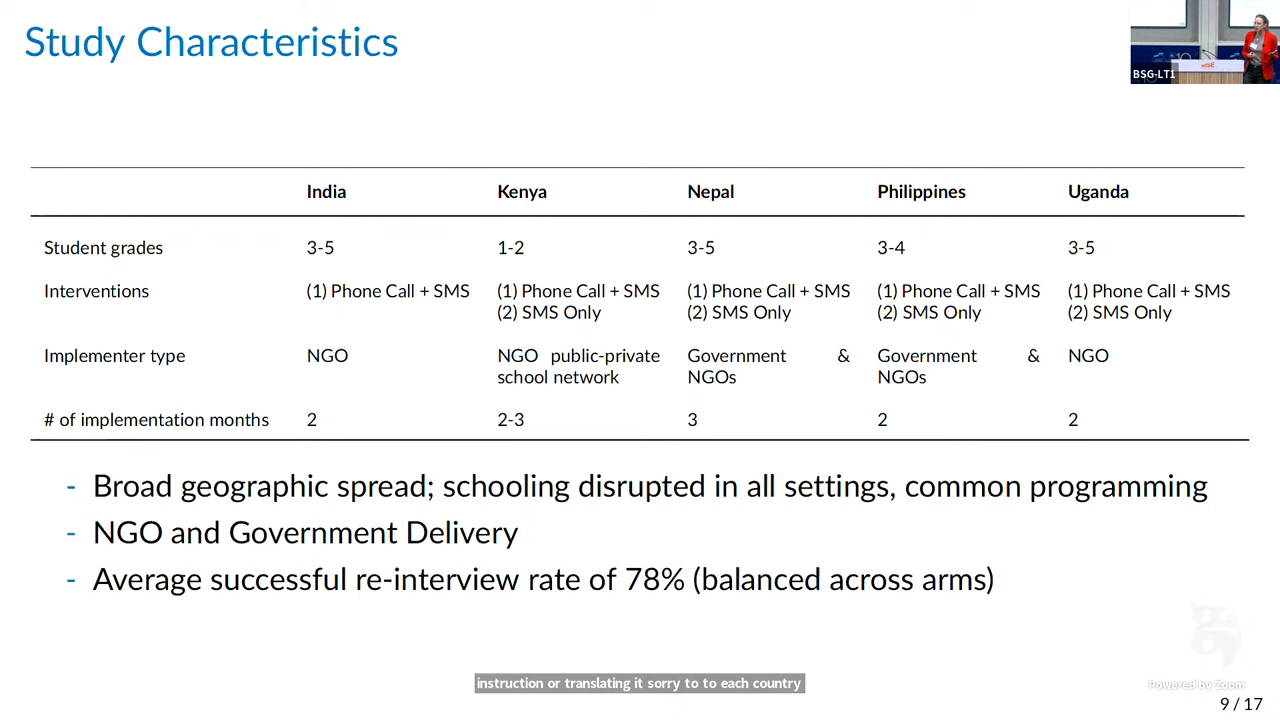 Study Characteristics
BSG-LT1
India Kenya Nepal Philippines Uganda
Student grades 3-5 1-2 3-5 3-4 3-5
Interventions (1) Phone Call + SMS (1) Phone Call + SMS (1) Phone Call + SMS (1) Phone Call + SMS (1) Phone Call + SMS
(2) SMS Only (2) SMS Only (2) SMS Only (2) SMS Only
Implementer type NGO NGO public-private Government & Government & NGO
school network NGOs NGOs
# of implementation months 2 2-3 3 2 2
- Broad geographic spread; schooling disrupted in all settings, common programming
- NGO and Government Delivery
- Average successful re-interview rate of 78% (balanced across arms)
instruction or translating it sorry to to each country
Powered by Zoom
9 / 17